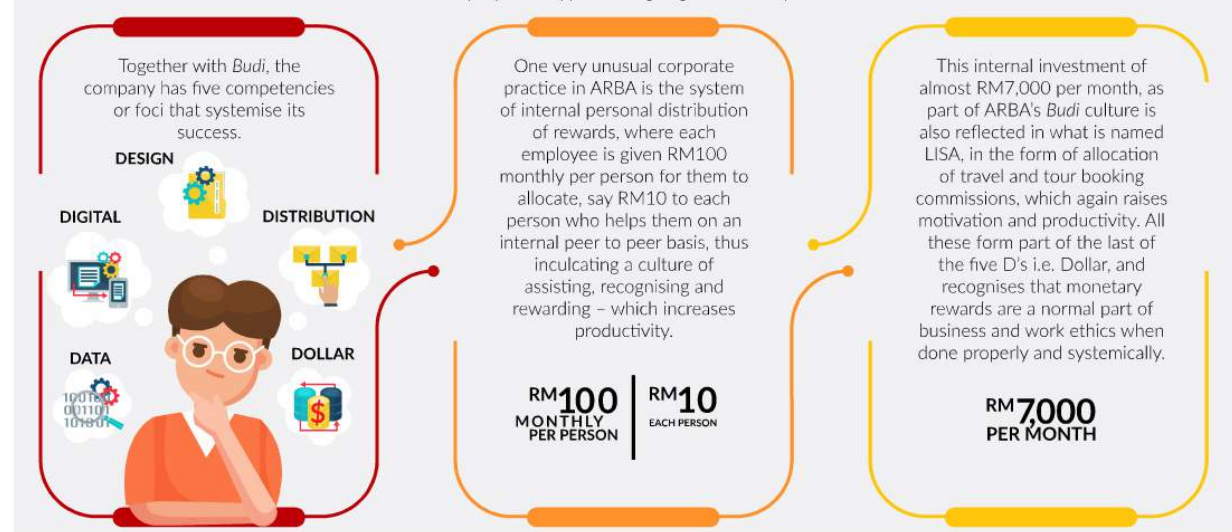 Together with Budi, the
company has five competencies
or foci that systemise its
success.
DESIGN
DIGITAL
DISTRIBUTION
DATA
DOLLAR
100100
001101
101001
$
One very unusual corporate
practice in ARBA is the system
of internal personal distribution
of rewards, where each
employee is given RM100
monthly per person for them to
allocate, say RM10 to each
person who helps them on an
internal peer to peer basis, thus
inculcating a culture of
assisting, recognising and
rewarding – which increases
productivity.
RM100
MONTHLY
PER PERSON
RM10
EACH PERSON
This internal investment of
almost RM7,000 per month, as
part of ARBA's Budi culture is
also reflected in what is named
LISA, in the form of allocation
of travel and tour booking
commissions, which again raises
motivation and productivity. All
these form part of the last of
the five D's i.e. Dollar, and
recognises that monetary
rewards are a normal part of
business and work ethics when
done properly and systemically.
RM7,000
PER MONTH